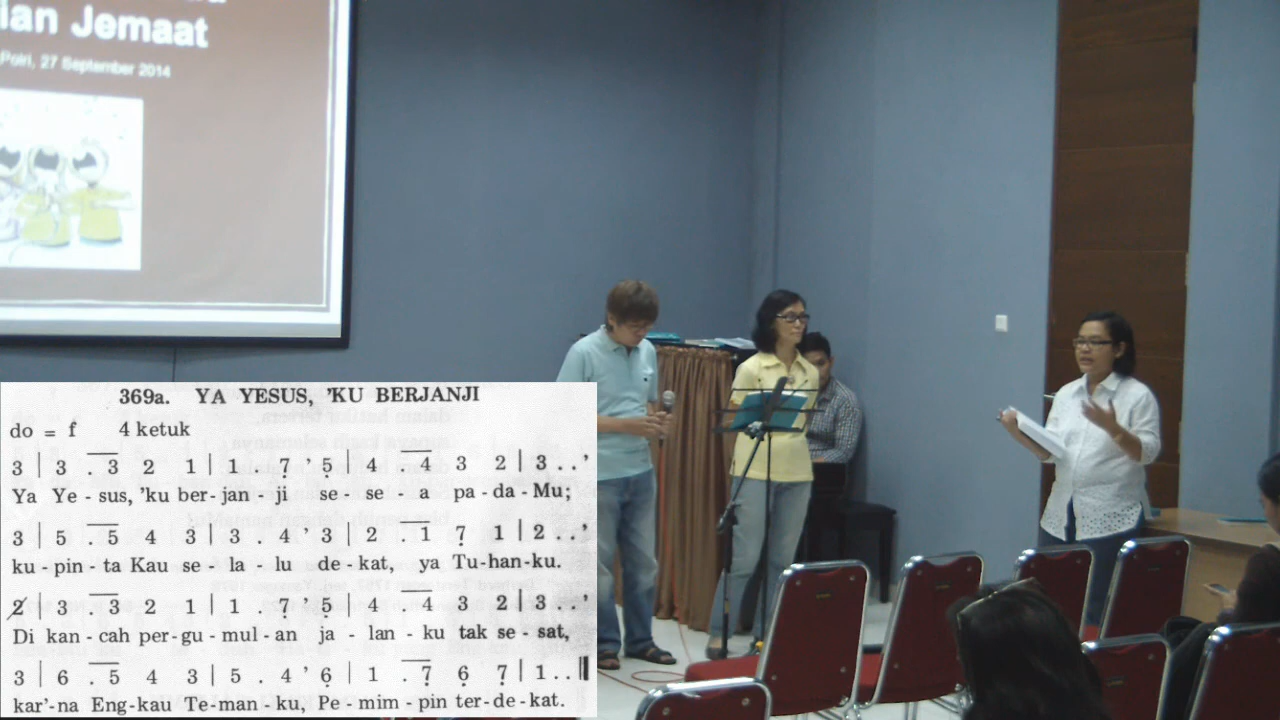 ian Jemaat
Polri, 27 September 2014
369a. YA YESUS, 'KU BERJANJI
do = f 4 ketuk
3 | 3 . 3 2 1 | 1 . 7̣ ' 5̣ | 4 . 4 3 2 | 3 . . '
Ya Ye - sus, 'ku ber - jan - ji se - se - a pa - da - Mu;
3 | 5 . 5 4 3 | 3 . 4 ' 3 | 2 . 1 7̣ 1 | 2 . . '
ku - pin - ta Kau se - la - lu de - kat, ya Tu-han-ku.
2 | 3 . 3 2 1 | 1 . 7̣ ' 5̣ | 4 . 4 3 2 | 3 . . '
Di kan - cah per - gu - mul - an ja - lan - ku tak se - sat,
3 | 6 . 5 4 3 | 5 . 4 ' 6̣ | 1 . 7̣ 6̣ 7̣ | 1 . .
kar'-na Eng-kau Te-man - ku, Pe - mim - pin ter-de-kat.